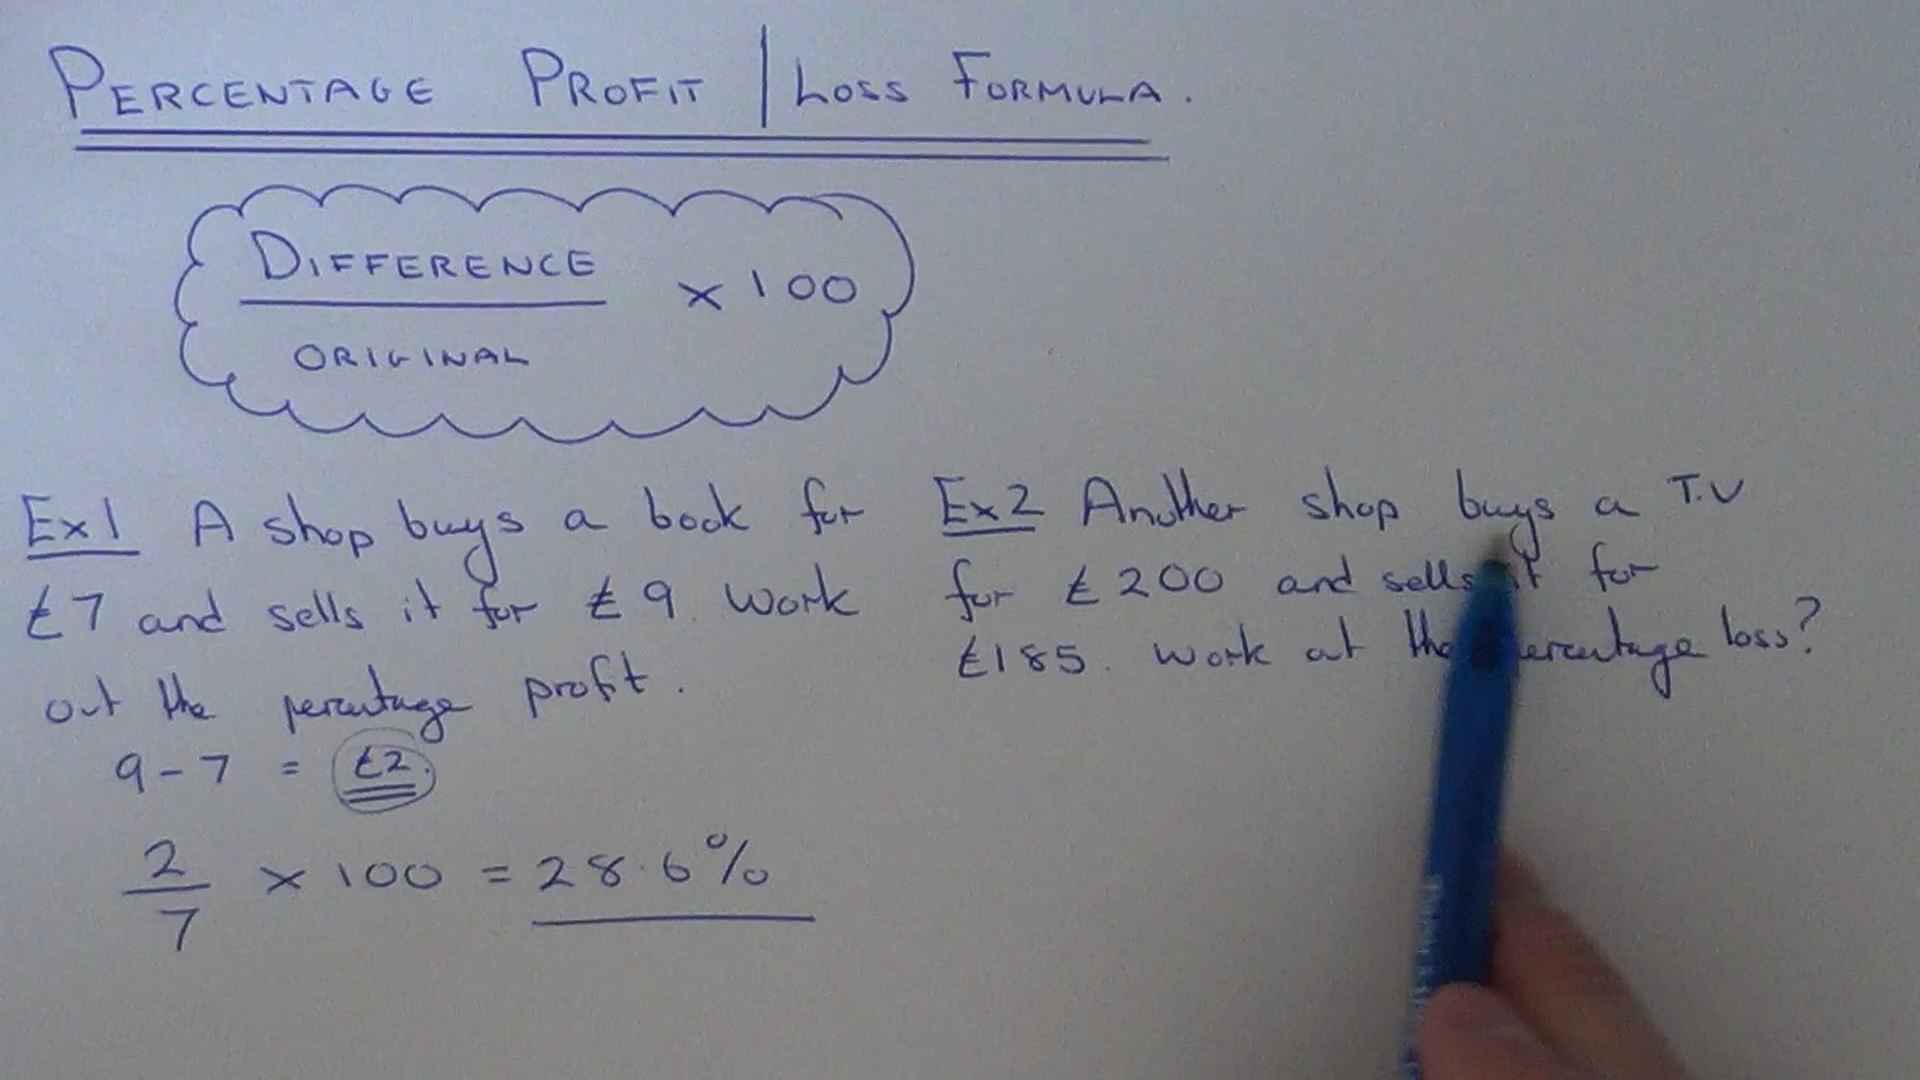 PERCENTAGE PROFIT | LOSS FORMULA.
DIFFERENCE
ORIGINAL
× 100
Ex1 A shop buys a book for
£7 and sells it for £9. Work
out the percentage profit.
9 - 7 = £2.
2
7
× 100 = 28.6%
Ex2 Another shop buys a T.V
for £200 and sells it for
£185. Work out the percentage loss?